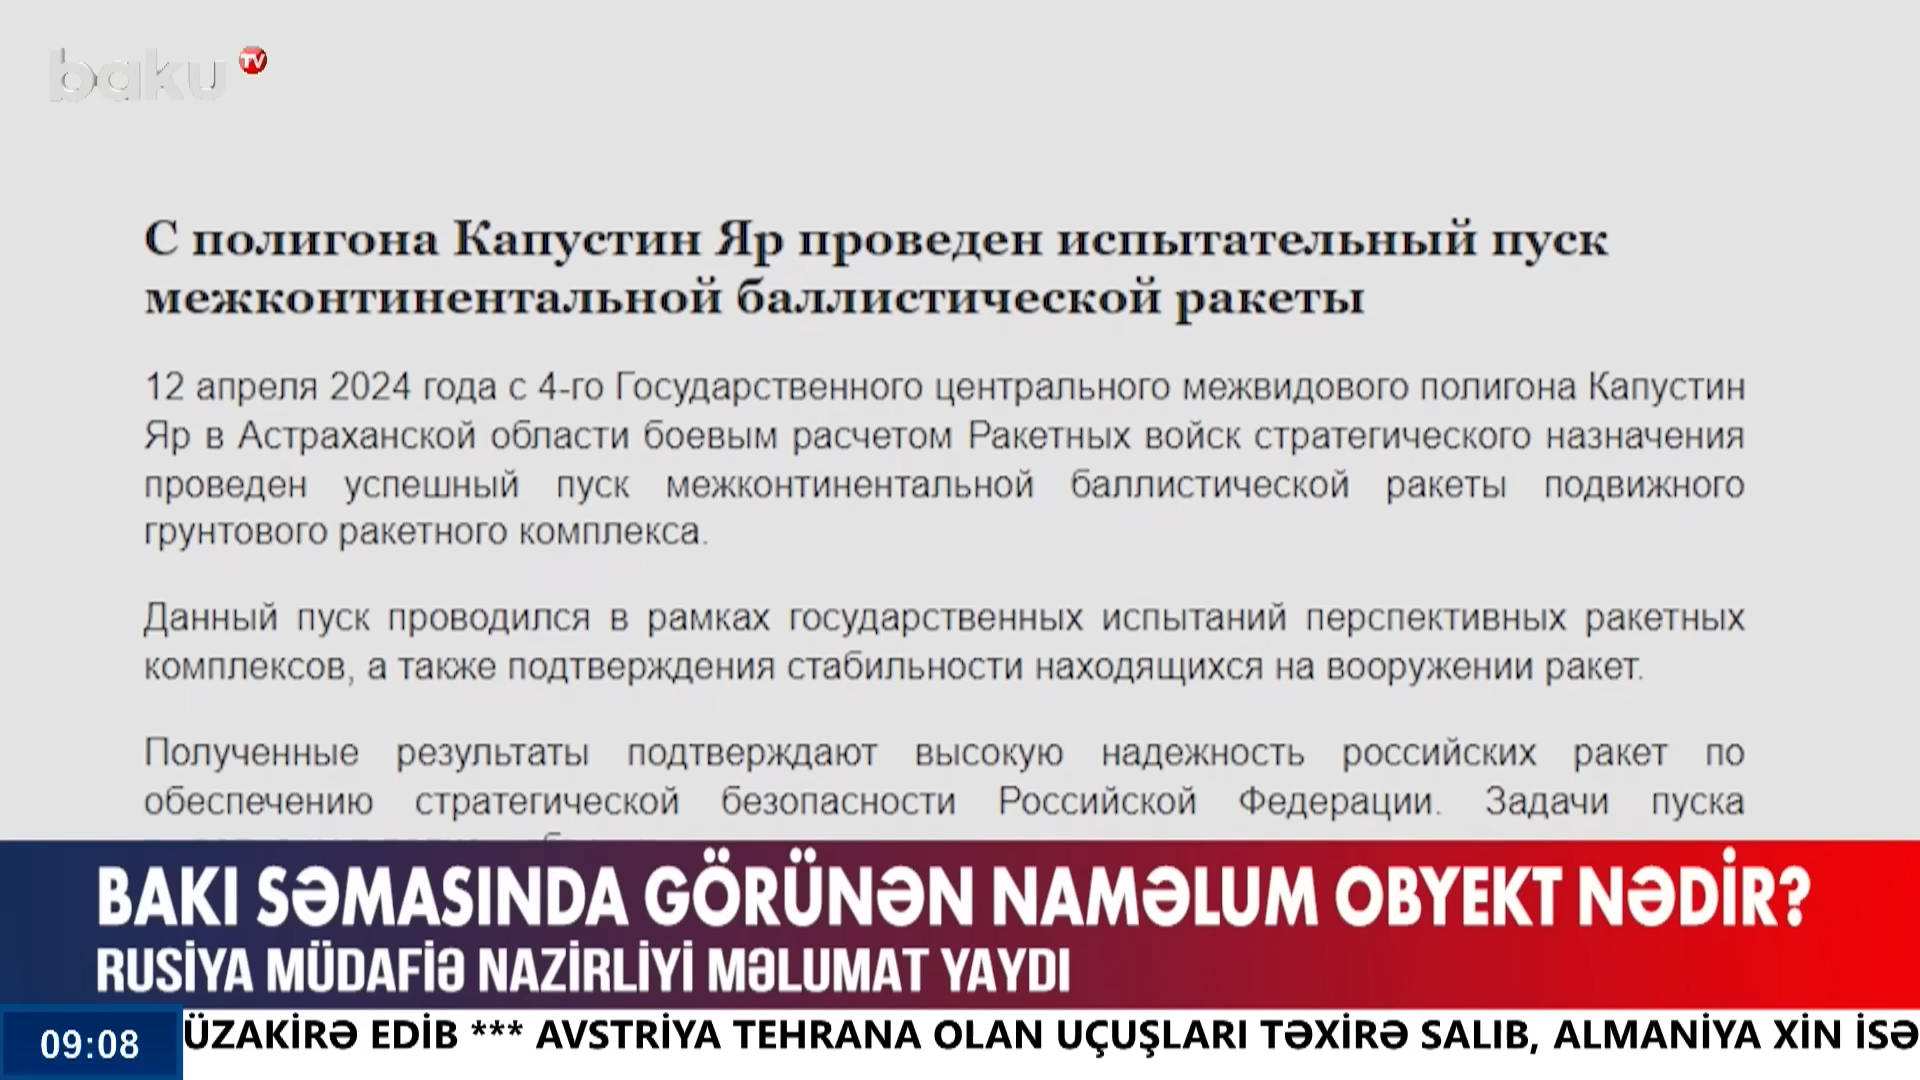 baku TV
С полигона Капустин Яр проведен испытательный пуск
межконтинентальной баллистической ракеты
12 апреля 2024 года с 4-го Государственного центрального межвидового полигона Капустин
Яр в Астраханской области боевым расчетом Ракетных войск стратегического назначения
проведен успешный пуск межконтинентальной баллистической ракеты подвижного
грунтового ракетного комплекса.
Данный пуск проводился в рамках государственных испытаний перспективных ракетных
комплексов, а также подтверждения стабильности находящихся на вооружении ракет.
Полученные результаты подтверждают высокую надежность российских ракет по
обеспечению стратегической безопасности Российской Федерации. Задачи пуска
BAKI SƏMASINDA GÖRÜNƏN NAMƏLUM OBYEKT NƏDİR?
RUSİYA MÜDAFİƏ NAZİRLİYİ MƏLUMAT YAYDI
09:08 ÜZAKİRƏ EDİB *** AVSTRİYA TEHRANA OLAN UÇUŞLARI TƏXİRƏ SALIB, ALMANİYA XİN İSƏ